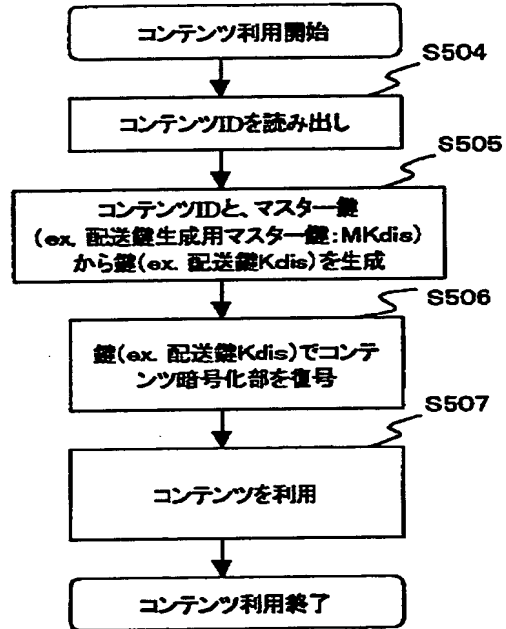 コンテンツ利用開始
S504
コンテンツIDを読み出し
S505
コンテンツIDと、マスター鍵
(ex. 配送鍵生成用マスター鍵:MKdis)
から鍵(ex. 配送鍵Kdis)を生成
S506
鍵(ex. 配送鍵Kdis)でコンテ
ンツ暗号化部を復号
S507
コンテンツを利用
コンテンツ利用終了